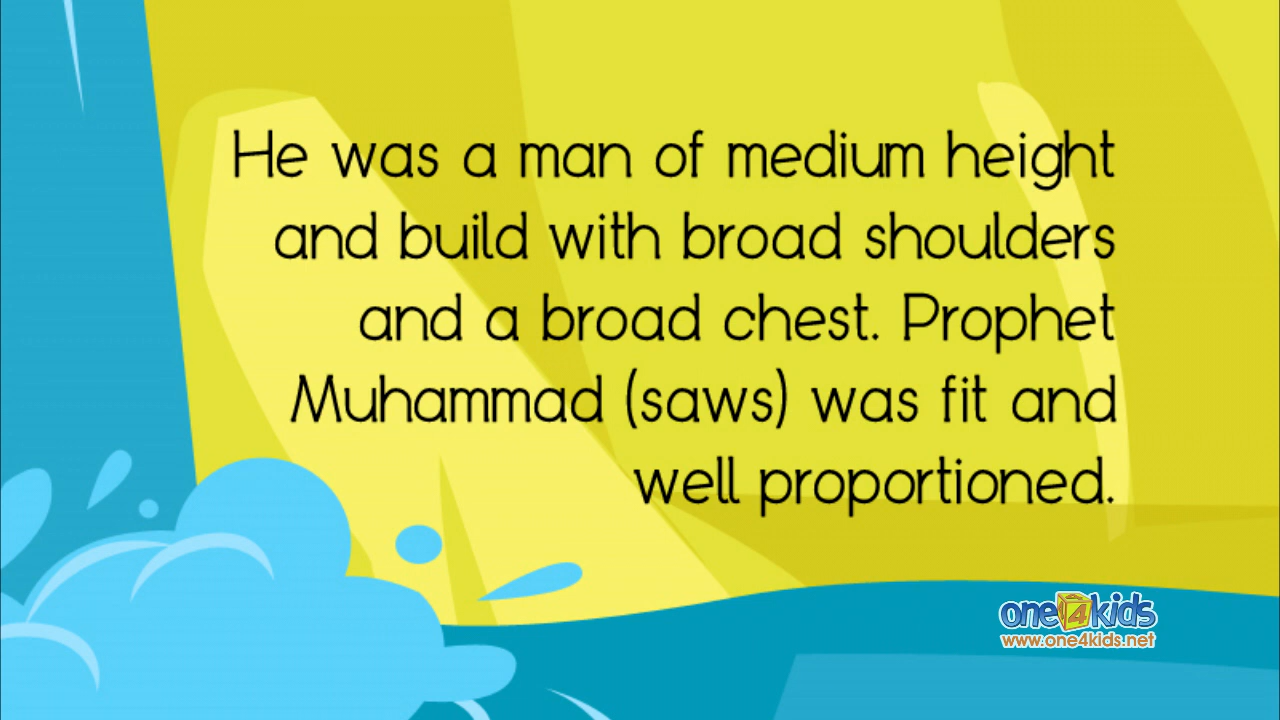 He was a man of medium height
and build with broad shoulders
and a broad chest. Prophet
Muhammad (saws) was fit and
well proportioned.
one4kids
www.one4kids.net